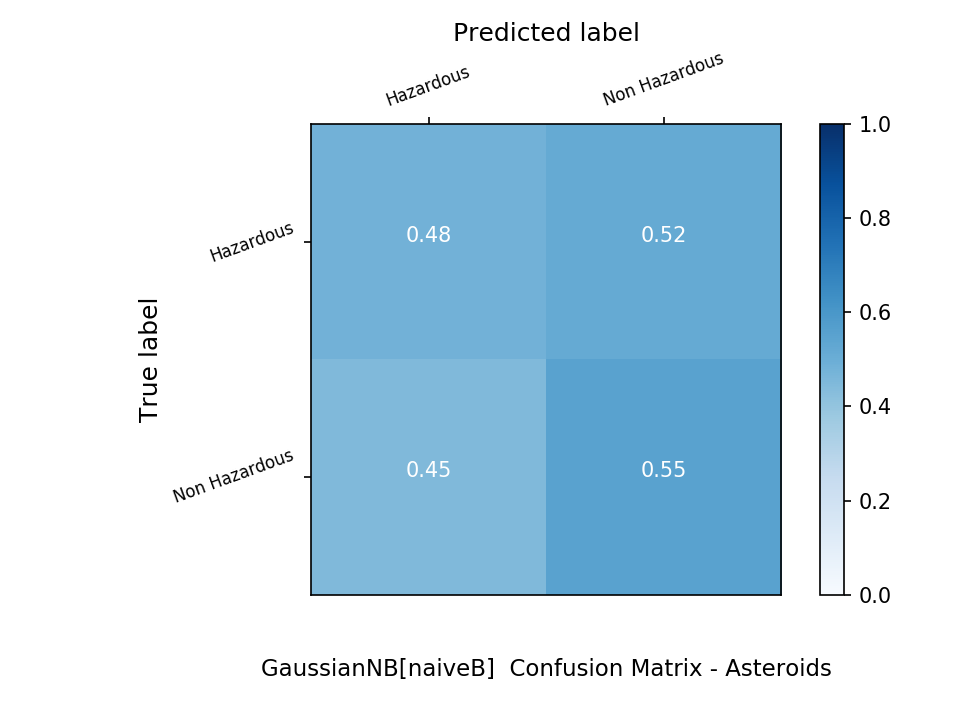 Predicted label
Hazardous
Non Hazardous
1.0
0.8
0.6
0.4
0.2
0.0
Hazardous
0.48
0.52
True label
Non Hazardous
0.45
0.55
GaussianNB[naiveB]  Confusion Matrix - Asteroids